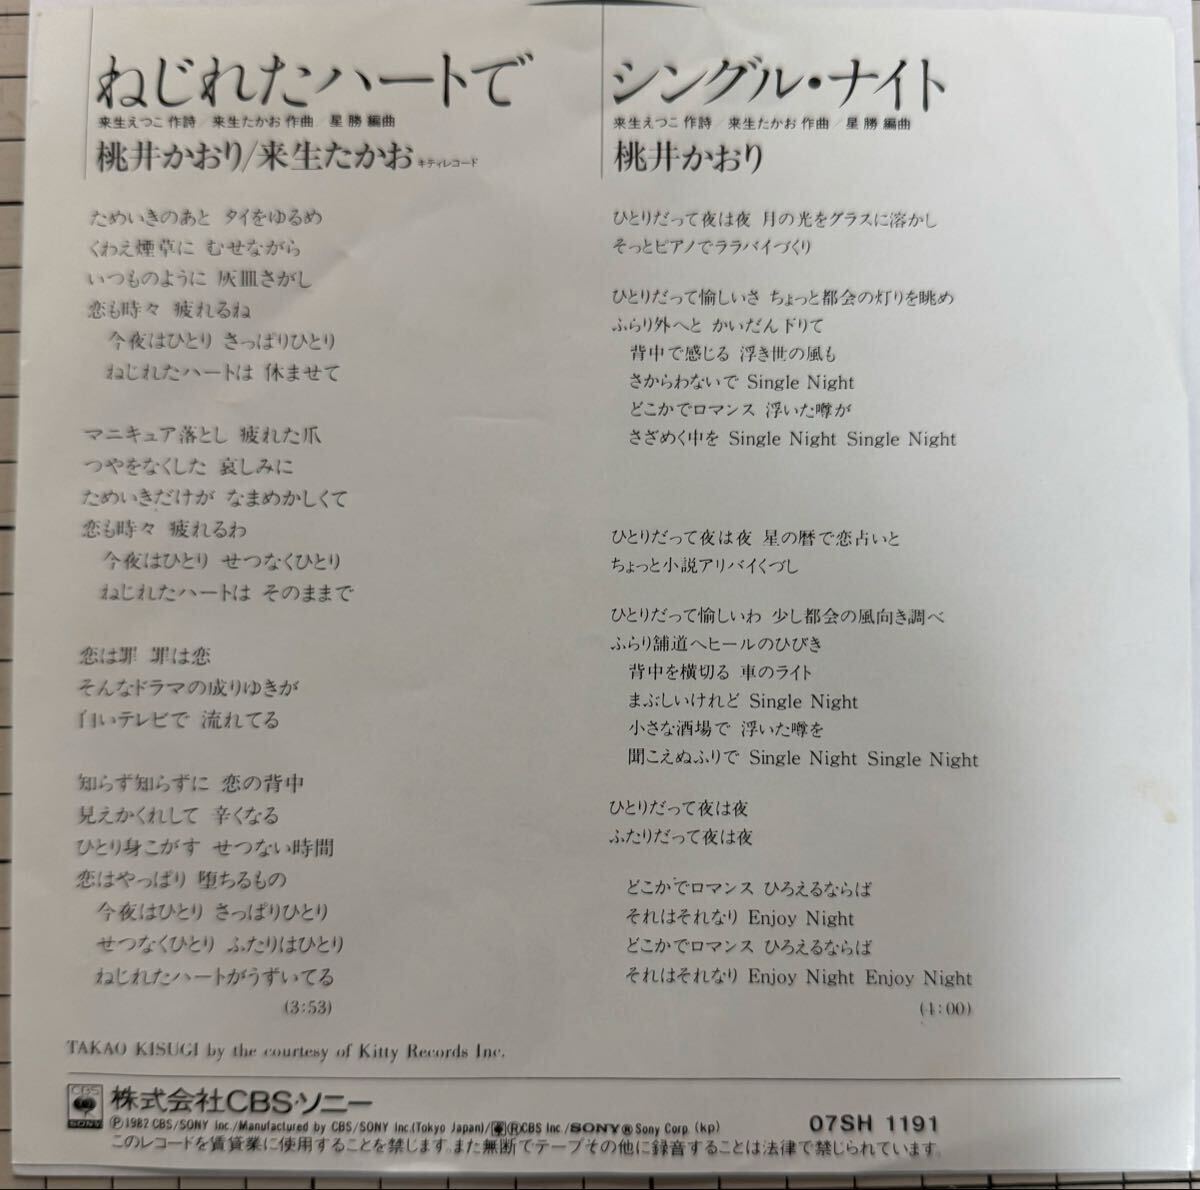 ねじれたハートで
来生えつこ 作詩／来生たかお 作曲／星 勝 編曲
桃井かおり/来生たかお キティレコード
ためいきのあと タイをゆるめ
くわえ煙草に むせながら
いつものように 灰皿さがし
恋も時々 疲れるね
今夜はひとり さっぱりひとり
ねじれたハートは 休ませて
マニキュア落とし 疲れた爪
つやをなくした 哀しみに
ためいきだけが なまめかしくて
恋も時々 疲れるわ
今夜はひとり せつなくひとり
ねじれたハートは そのままで
恋は罪 罪は恋
そんなドラマの成りゆきが
白いテレビで 流れてる
知らず知らずに 恋の背中
見えかくれして 辛くなる
ひとり身こがす せつない時間
恋はやっぱり 堕ちるもの
今夜はひとり さっぱりひとり
せつなくひとり ふたりはひとり
ねじれたハートがうずいてる
(3:53)
TAKAO KISUGI by the courtesy of Kitty Records Inc.
シングル・ナイト
来生えつこ 作詩／来生たかお 作曲／星 勝 編曲
桃井かおり
ひとりだって夜は夜 月の光をグラスに溶かし
そっとピアノでララバイづくり
ひとりだって愉しいさ ちょっと都会の灯りを眺め
ふらり外へと かいだん下りて
背中で感じる 浮き世の風も
さからわないで Single Night
どこかでロマンス 浮いた噂が
さざめく中を Single Night Single Night
ひとりだって夜は夜 星の暦で恋占いと
ちょっと小説アリバイくづし
ひとりだって愉しいわ 少し都会の風向き調べ
ふらり舗道へヒールのひびき
背中を横切る 車のライト
まぶしいけれど Single Night
小さな酒場で 浮いた噂を
聞こえぬふりで Single Night Single Night
ひとりだって夜は夜
ふたりだって夜は夜
どこかでロマンス ひろえるならば
それはそれなり Enjoy Night
どこかでロマンス ひろえるならば
それはそれなり Enjoy Night Enjoy Night
(4:00)
CBS SONY 株式会社CBS・ソニー
Ⓟ1982 CBS/SONY Inc./Manufactured by CBS/SONY Inc.(Tokyo Japan)/ⓇCBS Inc./SONY®Sony Corp. (kp) 07SH 1191
このレコードを賃貸業に使用することを禁じます。また無断でテープその他に録音することは法律で禁じられています。